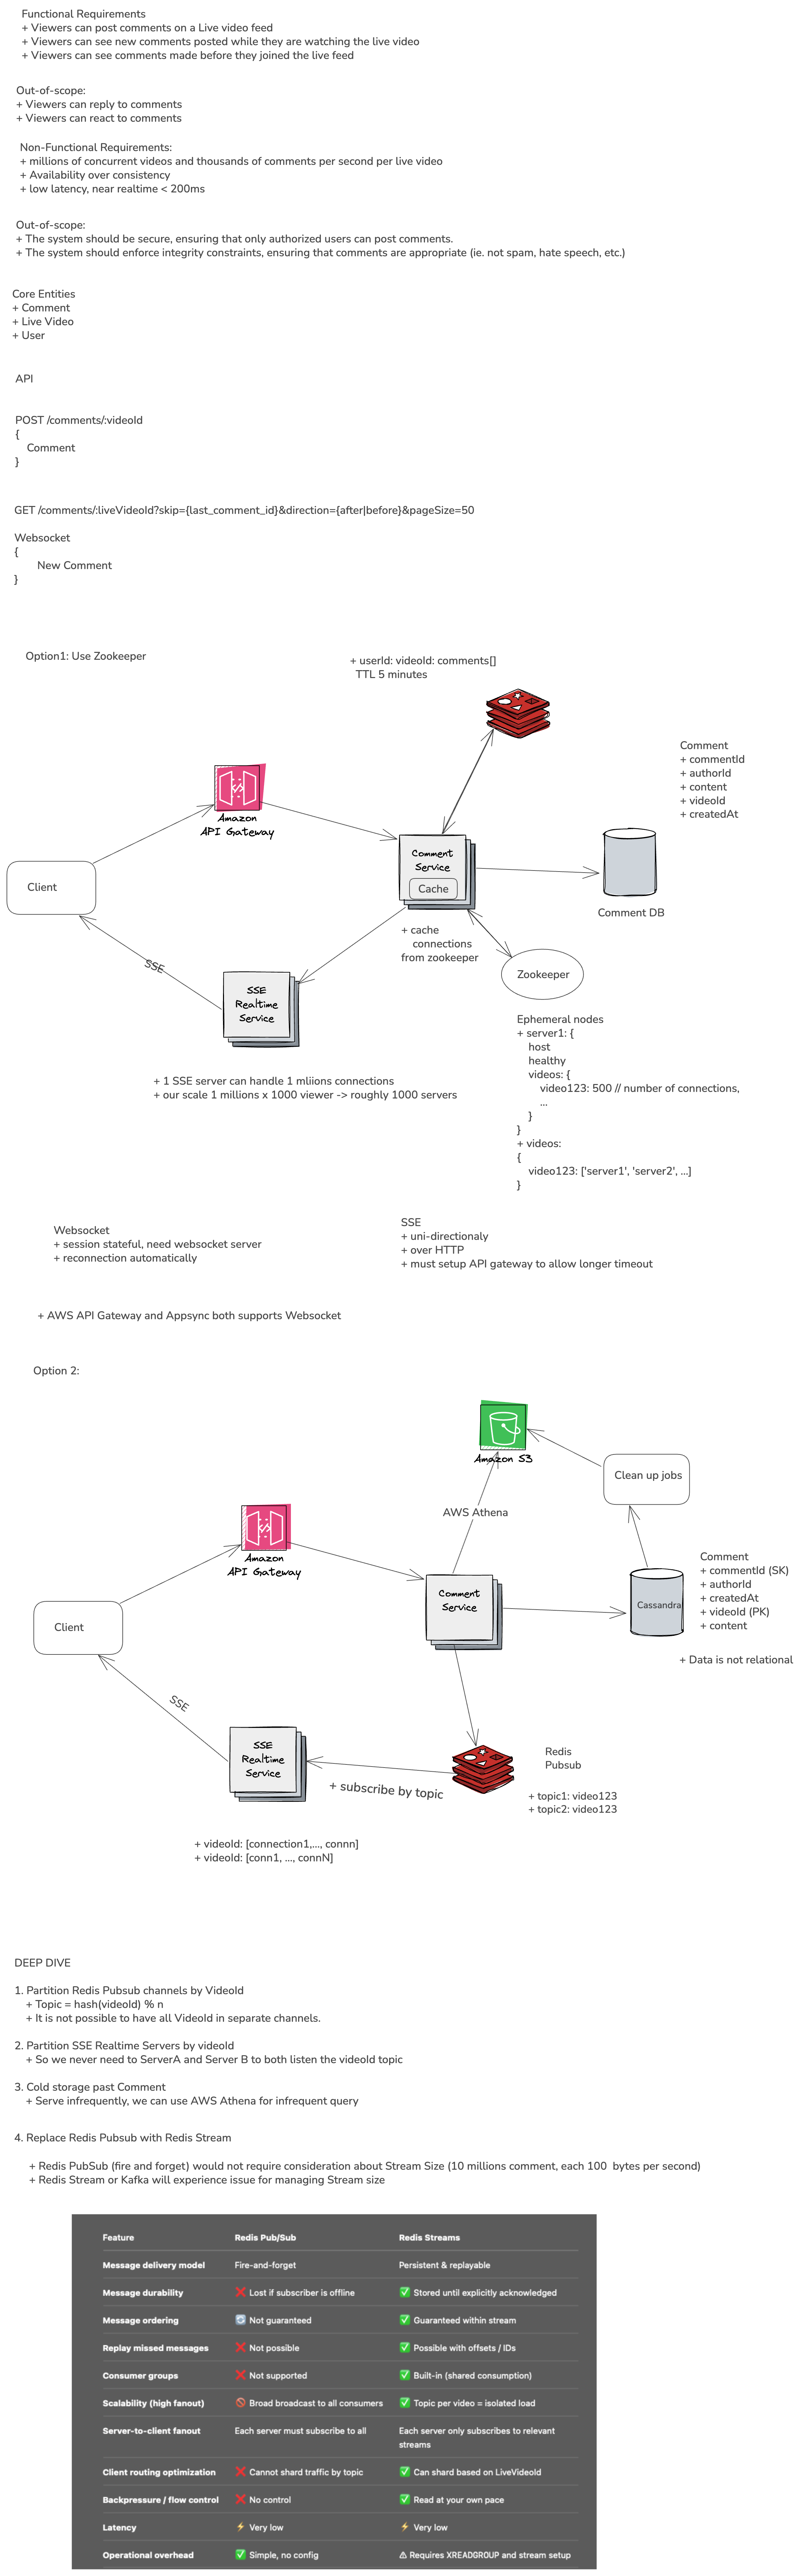 Functional Requirements
+ Viewers can post comments on a Live video feed
+ Viewers can see new comments posted while they are watching the live video
+ Viewers can see comments made before they joined the live feed
Out-of-scope:
+ Viewers can reply to comments
+ Viewers can react to comments
Non-Functional Requirements:
+ millions of concurrent videos and thousands of comments per second per live video
+ Availability over consistency
+ low latency, near realtime < 200ms
Out-of-scope:
+ The system should be secure, ensuring that only authorized users can post comments.
+ The system should enforce integrity constraints, ensuring that comments are appropriate (ie. not spam, hate speech, etc.)
Core Entities
+ Comment
+ Live Video
+ User
API
POST /comments/:videoId
{
Comment
}
GET /comments/:liveVideoId?skip={last_comment_id}&direction={after|before}&pageSize=50
Websocket
{
New Comment
}
Option1: Use Zookeeper
+ userId: videoId: comments[]
TTL 5 minutes
Comment
+ commentId
+ authorId
+ content
+ videoId
+ createdAt
Amazon
API Gateway
Comment
Service
Cache
Client
Comment DB
+ cache
connections
from zookeeper
SSE
Zookeeper
SSE
Realtime
Service
Ephemeral nodes
+ server1: {
host
healthy
videos: {
video123: 500 // number of connections,
...
}
}
+ videos:
{
video123: ['server1', 'server2', ...]
}
+ 1 SSE server can handle 1 mliions connections
+ our scale 1 millions x 1000 viewer -> roughly 1000 servers
Websocket
+ session stateful, need websocket server
+ reconnection automatically
SSE
+ uni-directionaly
+ over HTTP
+ must setup API gateway to allow longer timeout
+ AWS API Gateway and Appsync both supports Websocket
Option 2:
Amazon S3
Clean up jobs
AWS Athena
Amazon
API Gateway
Comment
Service
Cassandra
Comment
+ commentId (SK)
+ authorId
+ createdAt
+ videoId (PK)
+ content
Client
+ Data is not relational
SSE
SSE
Realtime
Service
+ subscribe by topic
Redis
Pubsub
+ topic1: video123
+ topic2: video123
+ videoId: [connection1,..., connn]
+ videoId: [conn1, ..., connN]
DEEP DIVE
1. Partition Redis Pubsub channels by VideoId
+ Topic = hash(videoId) % n
+ It is not possible to have all VideoId in separate channels.
2. Partition SSE Realtime Servers by videoId
+ So we never need to ServerA and Server B to both listen the videoId topic
3. Cold storage past Comment
+ Serve infrequently, we can use AWS Athena for infrequent query
4. Replace Redis Pubsub with Redis Stream
+ Redis PubSub (fire and forget) would not require consideration about Stream Size (10 millions comment, each 100 bytes per second)
+ Redis Stream or Kafka will experience issue for managing Stream size
Feature Redis Pub/Sub Redis Streams
Message delivery model Fire-and-forget Persistent & replayable
Message durability ❌ Lost if subscriber is offline ✅ Stored until explicitly acknowledged
Message ordering 🔄 Not guaranteed ✅ Guaranteed within stream
Replay missed messages ❌ Not possible ✅ Possible with offsets / IDs
Consumer groups ❌ Not supported ✅ Built-in (shared consumption)
Scalability (high fanout) 🚫 Broad broadcast to all consumers ✅ Topic per video = isolated load
Server-to-client fanout Each server must subscribe to all Each server only subscribes to relevant
streams
Client routing optimization ❌ Cannot shard traffic by topic ✅ Can shard based on LiveVideoId
Backpressure / flow control ❌ No control ✅ Read at your own pace
Latency ⚡ Very low ⚡ Very low
Operational overhead ✅ Simple, no config ⚠ Requires XREADGROUP and stream setup